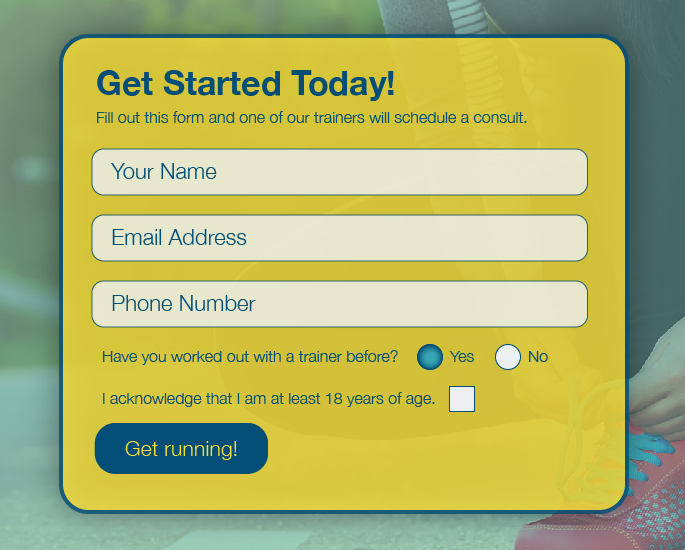 Get Started Today!
Fill out this form and one of our trainers will schedule a consult.
Your Name
Email Address
Phone Number
Have you worked out with a trainer before? Yes No
I acknowledge that I am at least 18 years of age.
Get running!